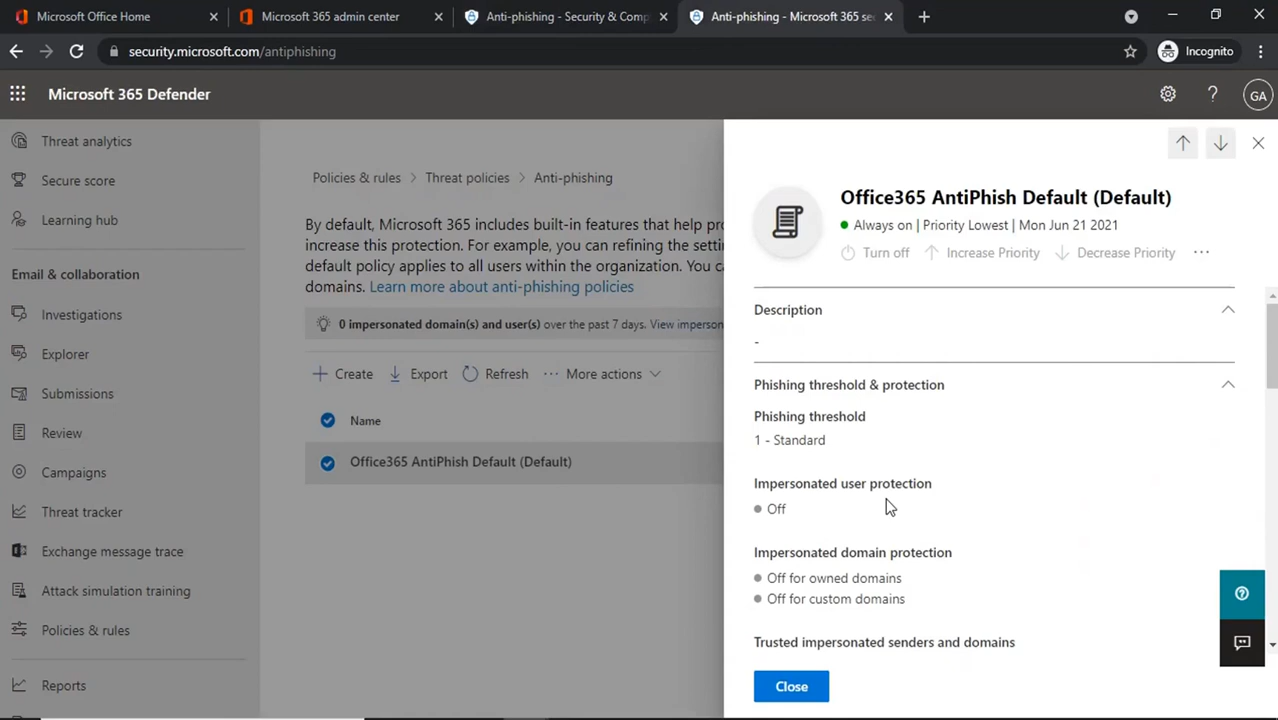 Microsoft Office Home
Microsoft 365 admin center
Anti-phishing - Security & Comp
Anti-phishing - Microsoft 365 se
security.microsoft.com/antiphishing
Incognito
Microsoft 365 Defender
GA
Threat analytics
Secure score
Learning hub
Email & collaboration
Investigations
Explorer
Submissions
Review
Campaigns
Threat tracker
Exchange message trace
Attack simulation training
Policies & rules
Reports
Policies & rules > Threat policies > Anti-phishing
By default, Microsoft 365 includes built-in features that help pro
increase this protection. For example, you can refining the setti
default policy applies to all users within the organization. You ca
domains. Learn more about anti-phishing policies
0 impersonated domain(s) and user(s) over the past 7 days. View imperson
Create Export Refresh ··· More actions
Name
Office365 AntiPhish Default (Default)
Office365 AntiPhish Default (Default)
Always on | Priority Lowest | Mon Jun 21 2021
Turn off Increase Priority Decrease Priority ···
Description
-
Phishing threshold & protection
Phishing threshold
1 - Standard
Impersonated user protection
Off
Impersonated domain protection
Off for owned domains
Off for custom domains
Trusted impersonated senders and domains
Close